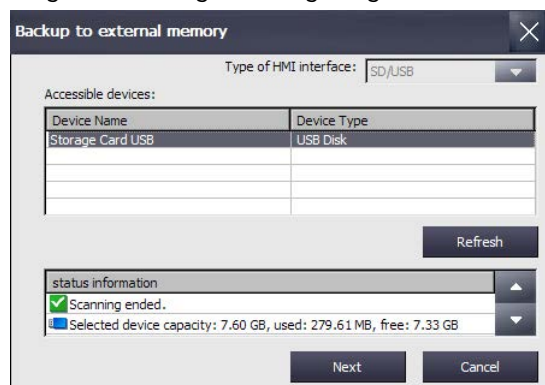 Backup to external memory
Type of HMI interface: SD/USB
Accessible devices:
Device Name Device Type
Storage Card USB USB Disk
Refresh
status information
Scanning ended.
Selected device capacity: 7.60 GB, used: 279.61 MB, free: 7.33 GB
Next Cancel